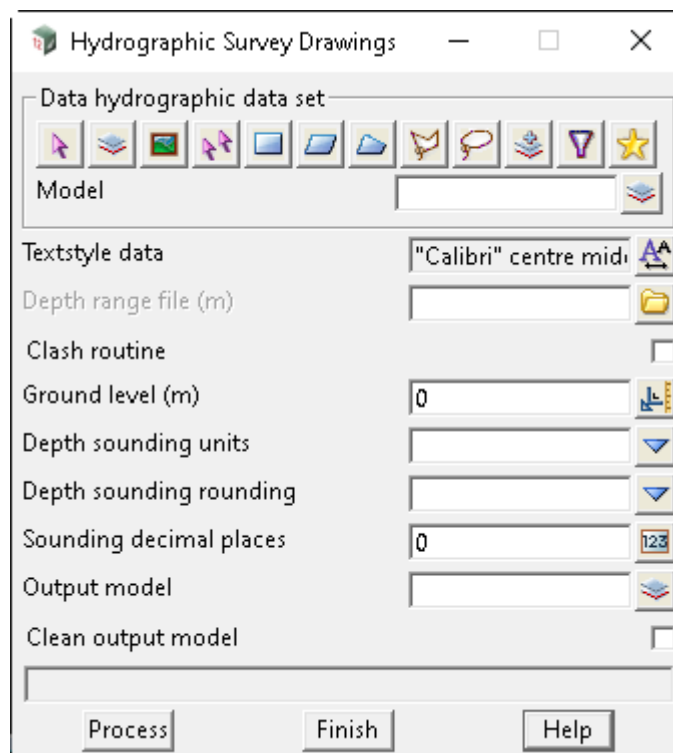 Hydrographic Survey Drawings
Data hydrographic data set
Model
Textstyle data "Calibri" centre mid
Depth range file (m)
Clash routine
Ground level (m) 0
Depth sounding units
Depth sounding rounding
Sounding decimal places 0 123
Output model
Clean output model
Process Finish Help